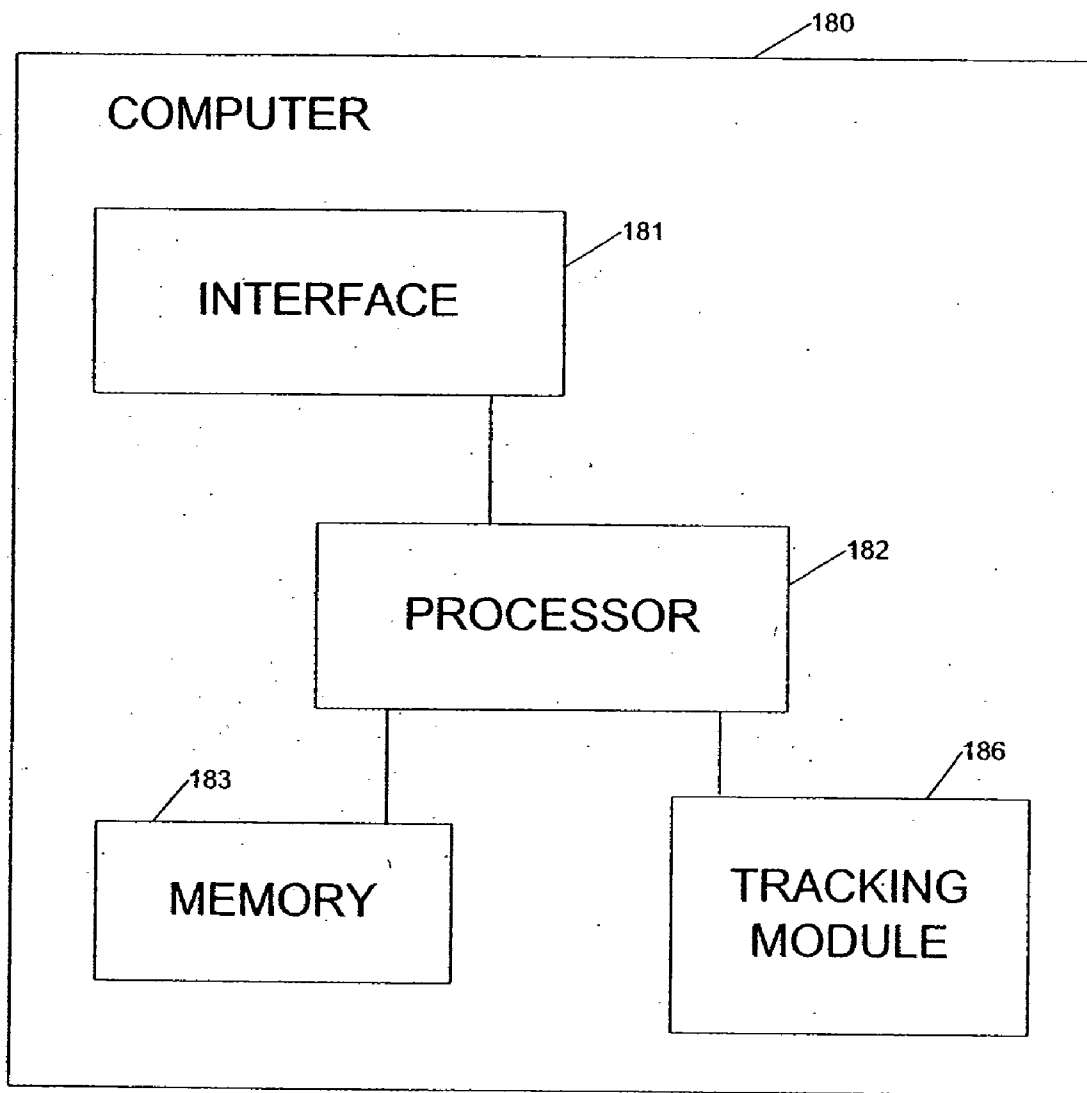 180
COMPUTER
181
INTERFACE
182
PROCESSOR
183
MEMORY
186
TRACKING
MODULE